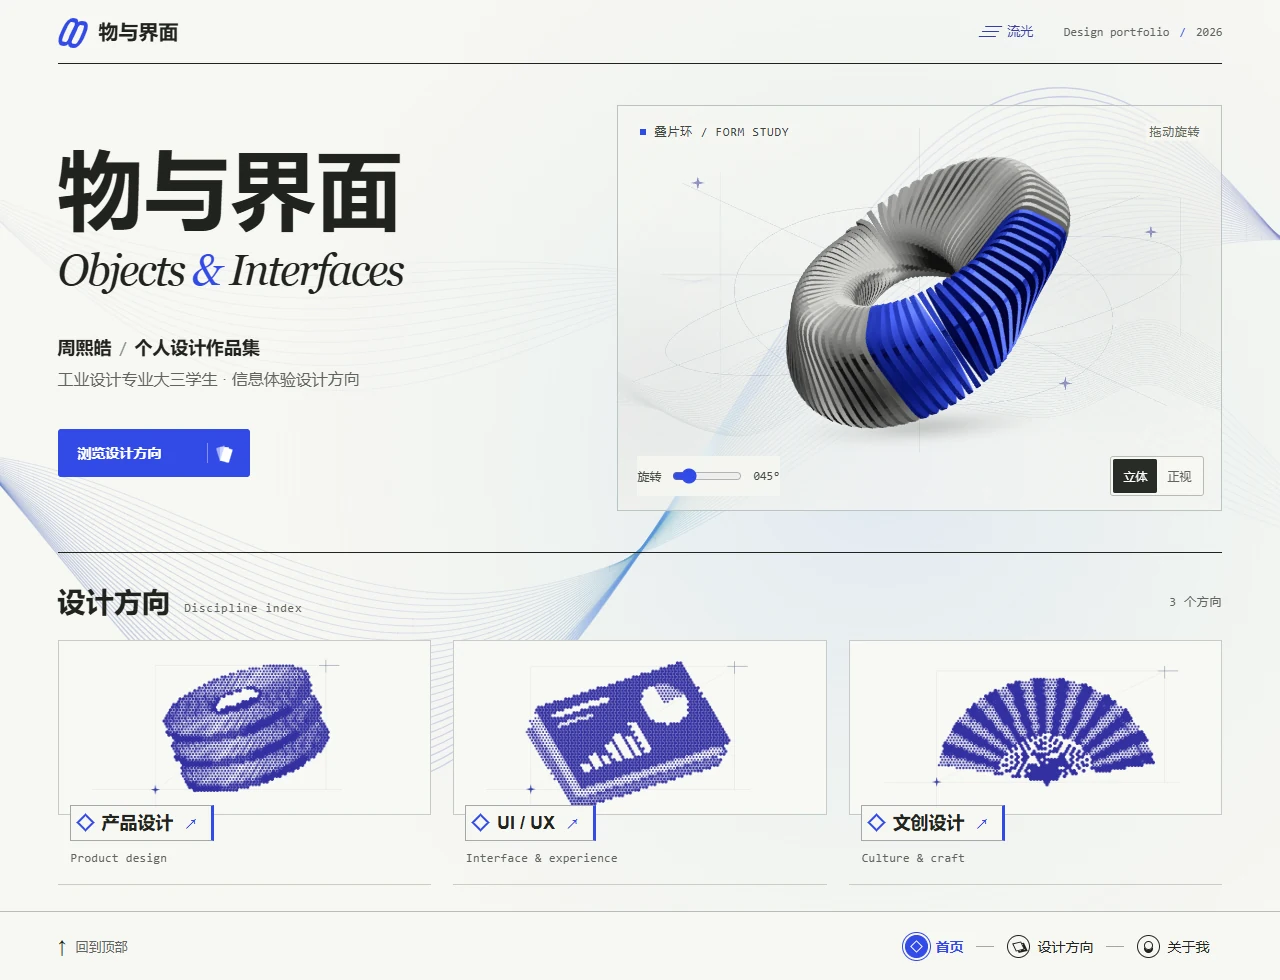 物与界面
流光
Design portfolio / 2026
叠片环 / FORM STUDY
拖动旋转
物与界面
Objects & Interfaces
周熙皓 / 个人设计作品集
工业设计专业大三学生 · 信息体验设计方向
浏览设计方向
旋转 045°
立体 正视
设计方向 Discipline index
3 个方向
产品设计 ↗
Product design
UI / UX ↗
Interface & experience
文创设计 ↗
Culture & craft
↑ 回到顶部
首页 — 设计方向 — 关于我